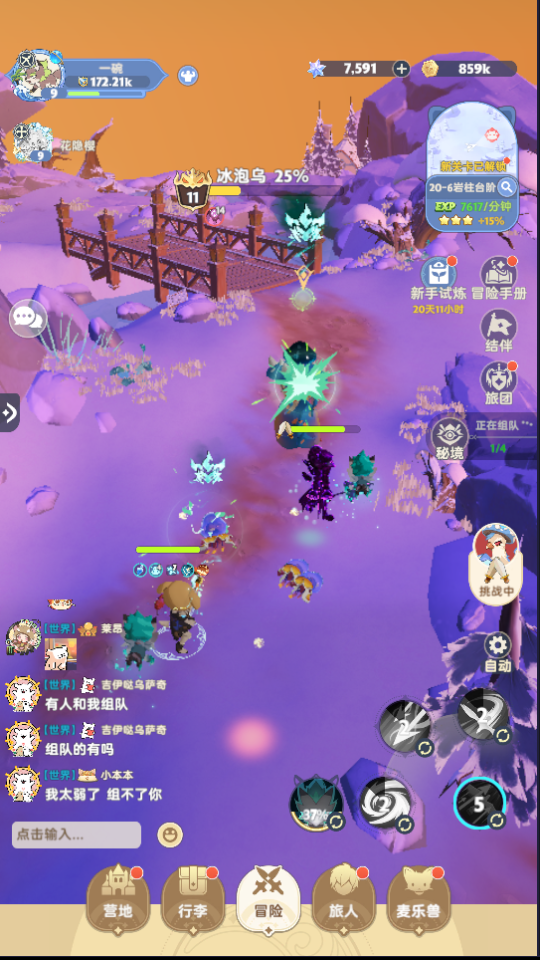 一碗
172.21k
9
7,591
859k
花隐樱
9
冰泡乌 25%
11
x14
新关卡已解锁
20-6岩柱台阶
EXP 7617/分钟
+15%
新手试炼
20天11小时
冒险手册
结伴
旅团
秘境
正在组队
1/4
挑战中
自动
【世界】 莱昂
【世界】 吉伊哒乌萨奇
有人和我组队
【世界】 吉伊哒乌萨奇
组队的有吗
【世界】 小本本
我太弱了 组不了你
点击输入...
2
2
37%
2
5
营地
行李
冒险
旅人
麦乐兽